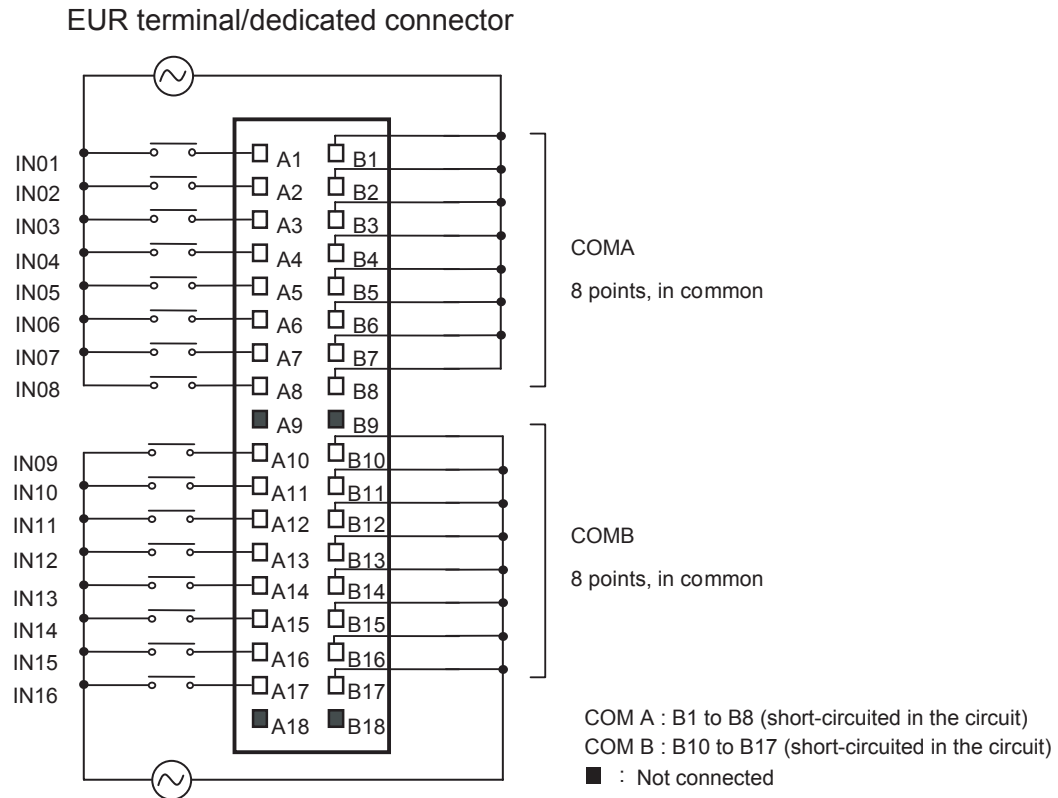 EUR terminal/dedicated connector
IN01 A1 B1
IN02 A2 B2
IN03 A3 B3
IN04 A4 B4
IN05 A5 B5
IN06 A6 B6
IN07 A7 B7
IN08 A8 B8
A9 B9
COMA
8 points, in common
IN09 A10 B10
IN10 A11 B11
IN11 A12 B12
IN12 A13 B13
IN13 A14 B14
IN14 A15 B15
IN15 A16 B16
IN16 A17 B17
A18 B18
COMB
8 points, in common
COM A : B1 to B8 (short-circuited in the circuit)
COM B : B10 to B17 (short-circuited in the circuit)
■ : Not connected